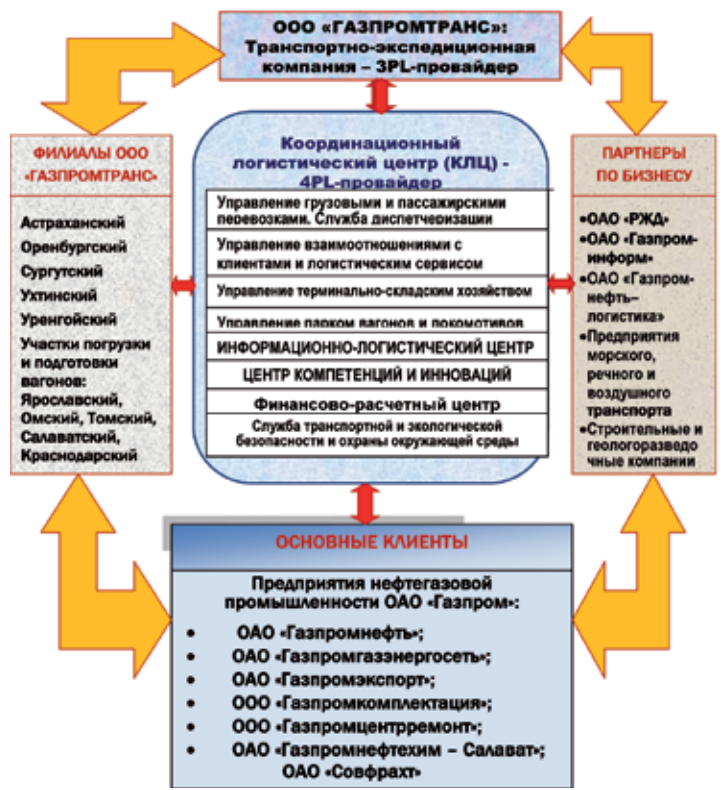 ООО «ГАЗПРОМТРАНС»:
Транспортно-экспедиционная
компания – 3PL-провайдер
ФИЛИАЛЫ ООО
«ГАЗПРОМТРАНС»
Астраханский
Оренбургский
Сургутский
Ухтинский
Уренгойский
Участки погрузки
и подготовки
вагонов:
Ярославский,
Омский, Томский,
Салаватский,
Краснодарский
Координационный
логистический центр (КЛЦ) -
4PL-провайдер
Управление грузовыми и пассажирскими
перевозками. Служба диспетчеризации
Управление взаимоотношениями с
клиентами и логистическим сервисом
Управление терминально-складским хозяйством
Управление парком вагонов и локомотивов
ИНФОРМАЦИОННО-ЛОГИСТИЧЕСКИЙ ЦЕНТР
ЦЕНТР КОМПЕТЕНЦИЙ И ИННОВАЦИЙ
Финансово-расчетный центр
Служба транспортной и экологической
безопасности и охраны окружающей среды
ПАРТНЕРЫ
ПО БИЗНЕСУ
•ОАО «РЖД»
•ОАО «Газпром-
информ»
•ОАО «Газпром-
нефть–
логистика»
•Предприятия
морского,
речного и
воздушного
транспорта
•Строительные и
геологоразведо
чные компании
ОСНОВНЫЕ КЛИЕНТЫ
Предприятия нефтегазовой
промышленности ОАО «Газпром»:
• ОАО «Газпромнефть»;
• ОАО «Газпромгазэнергосеть»;
• ОАО «Газпромэкспорт»;
• ООО «Газпромкомплектация»;
• ООО «Газпромцентрремонт»;
• ОАО «Газпромнефтехим – Салават»;
ОАО «Совфрахт»